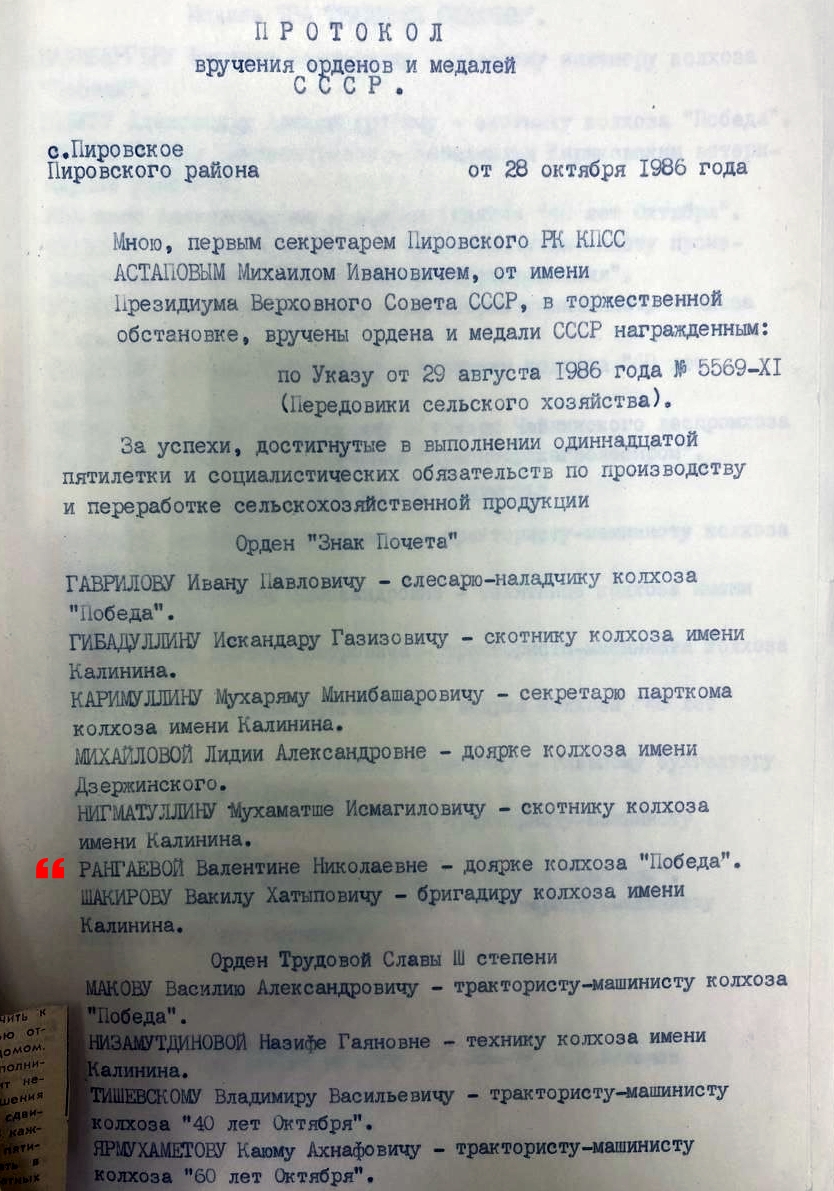 ПРОТОКОЛ
вручения орденов и медалей
СССР.
с.Пировское
Пировского района от 28 октября 1986 года
Мною, первым секретарем Пировского РК КПСС
АСТАПОВЫМ Михаилом Ивановичем, от имени
Президиума Верховного Совета СССР, в торжественной
обстановке, вручены ордена и медали СССР награжденным:
по Указу от 29 августа 1986 года № 5569-XI
(Передовики сельского хозяйства).
За успехи, достигнутые в выполнении одиннадцатой
пятилетки и социалистических обязательств по производству
и переработке сельскохозяйственной продукции
Орден "Знак Почета"
ГАВРИЛОВУ Ивану Павловичу - слесарю-наладчику колхоза
"Победа".
ГИБАДУЛЛИНУ Искандару Газизовичу - скотнику колхоза имени
Калинина.
КАРИМУЛЛИНУ Мухаряму Минибашаровичу - секретарю парткома
колхоза имени Калинина.
МИХАЙЛОВОЙ Лидии Александровне - доярке колхоза имени
Дзержинского.
НИГМАТУЛЛИНУ Мухаматше Исмагиловичу - скотнику колхоза
имени Калинина.
“ РАНГАЕВОЙ Валентине Николаевне - доярке колхоза "Победа".
ШАКИРОВУ Вакилу Хатыповичу - бригадиру колхоза имени
Калинина.
Орден Трудовой Славы Ш степени
МАКОВУ Василию Александровичу - трактористу-машинисту колхоза
"Победа".
НИЗАМУТДИНОВОЙ Назифе Гаяновне - технику колхоза имени
Калинина.
ТИШЕВСКОМУ Владимиру Васильевичу - трактористу-машинисту
колхоза "40 лет Октября".
ЯРМУХАМЕТОВУ Каюму Ахнафовичу - трактористу-машинисту
колхоза "60 лет Октября".